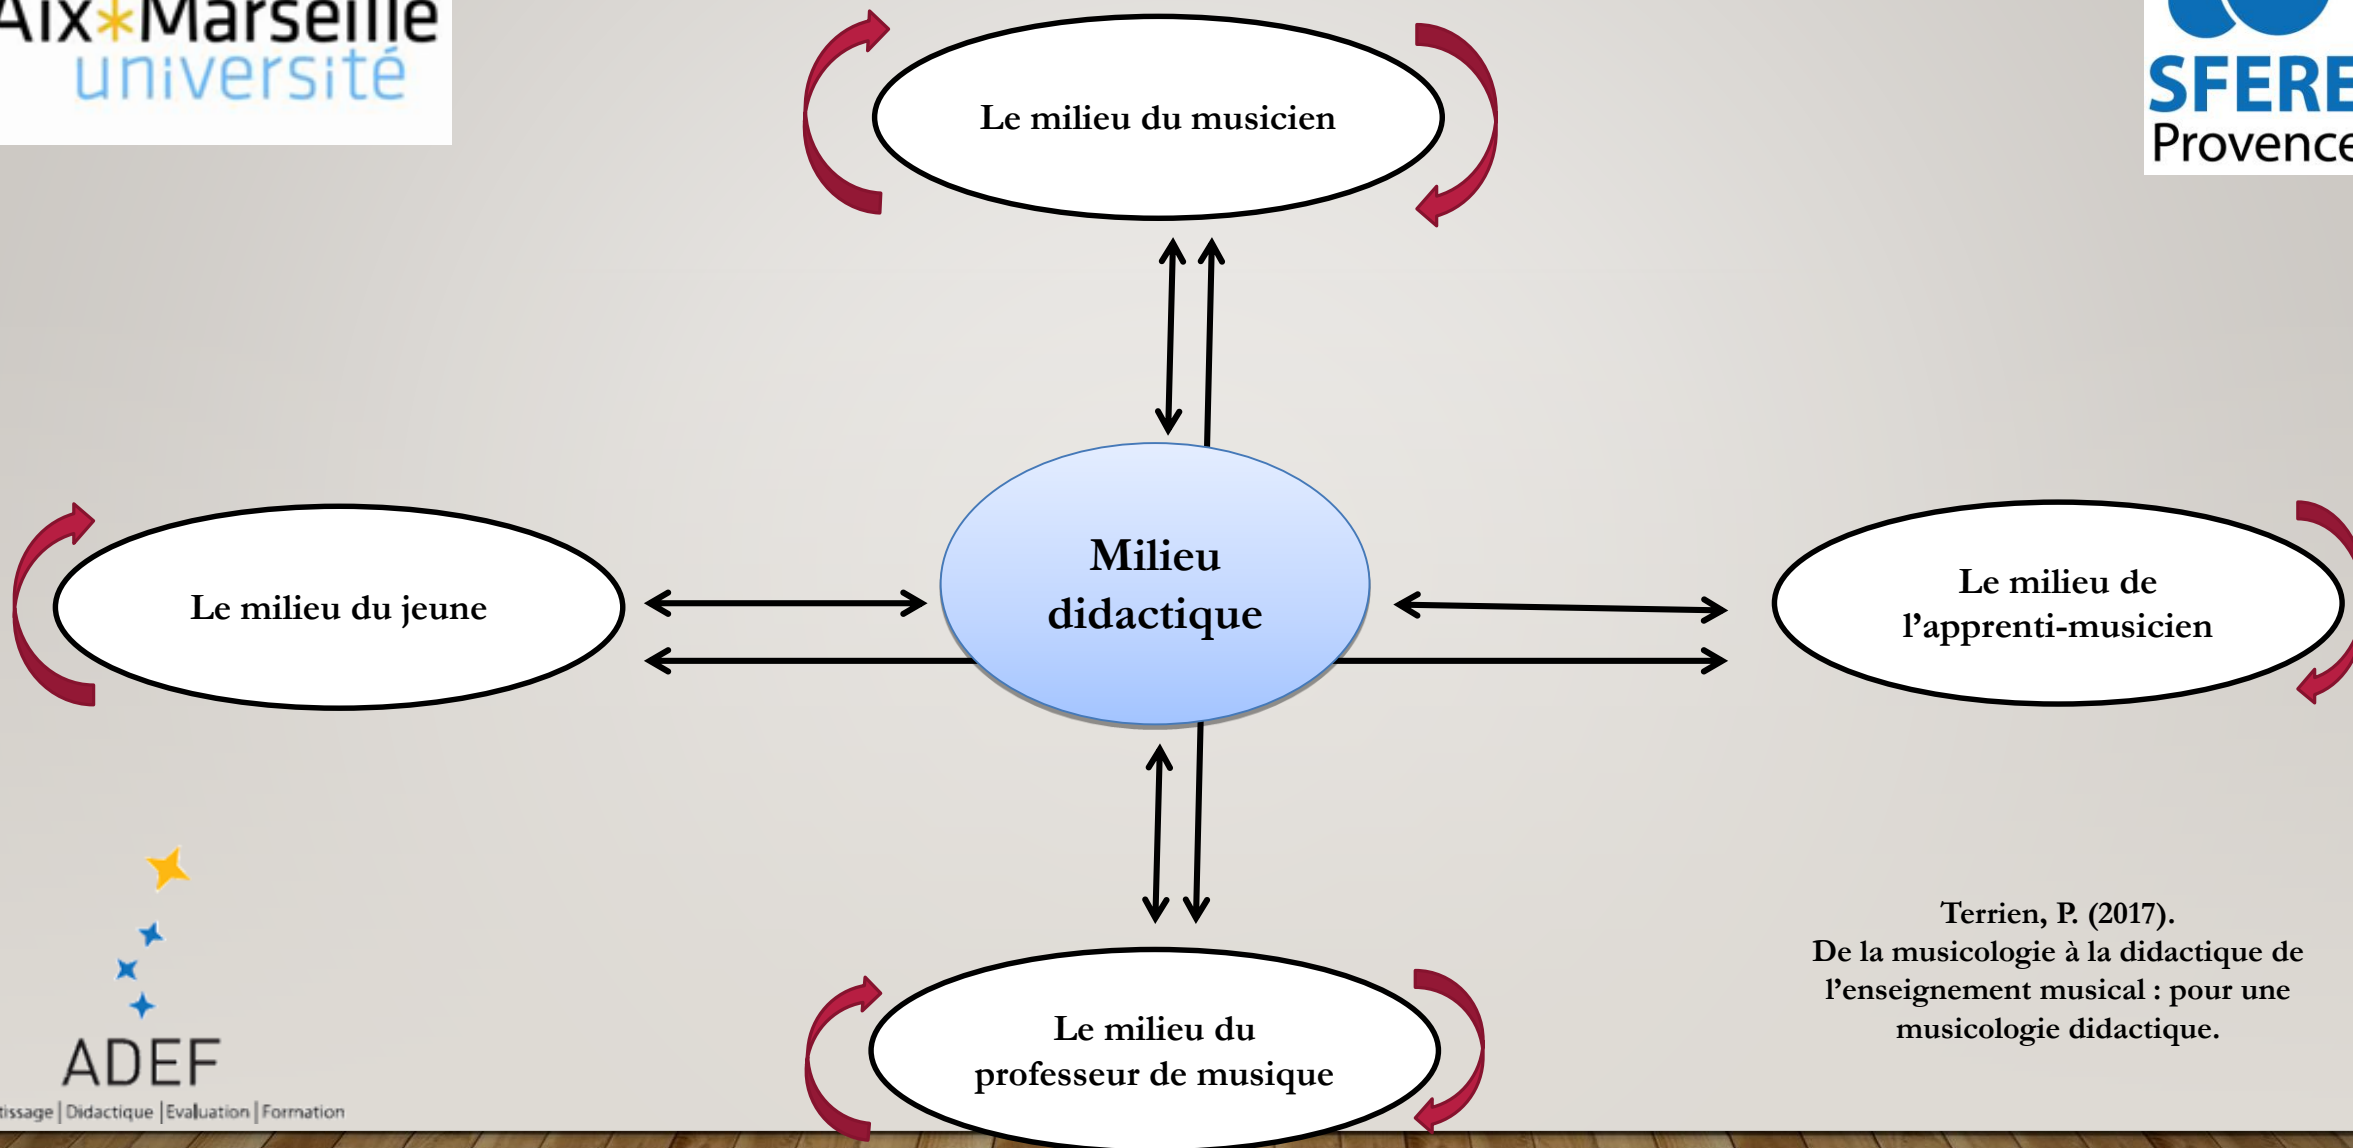 Aix*Marseille
université
SFERE
Provence
Le milieu du musicien
Milieu
didactique
Le milieu du jeune
Le milieu de
l’apprenti-musicien
Le milieu du
professeur de musique
Terrien, P. (2017).
De la musicologie à la didactique de
l’enseignement musical : pour une
musicologie didactique.
ADEF
tissage | Didactique | Evaluation | Formation